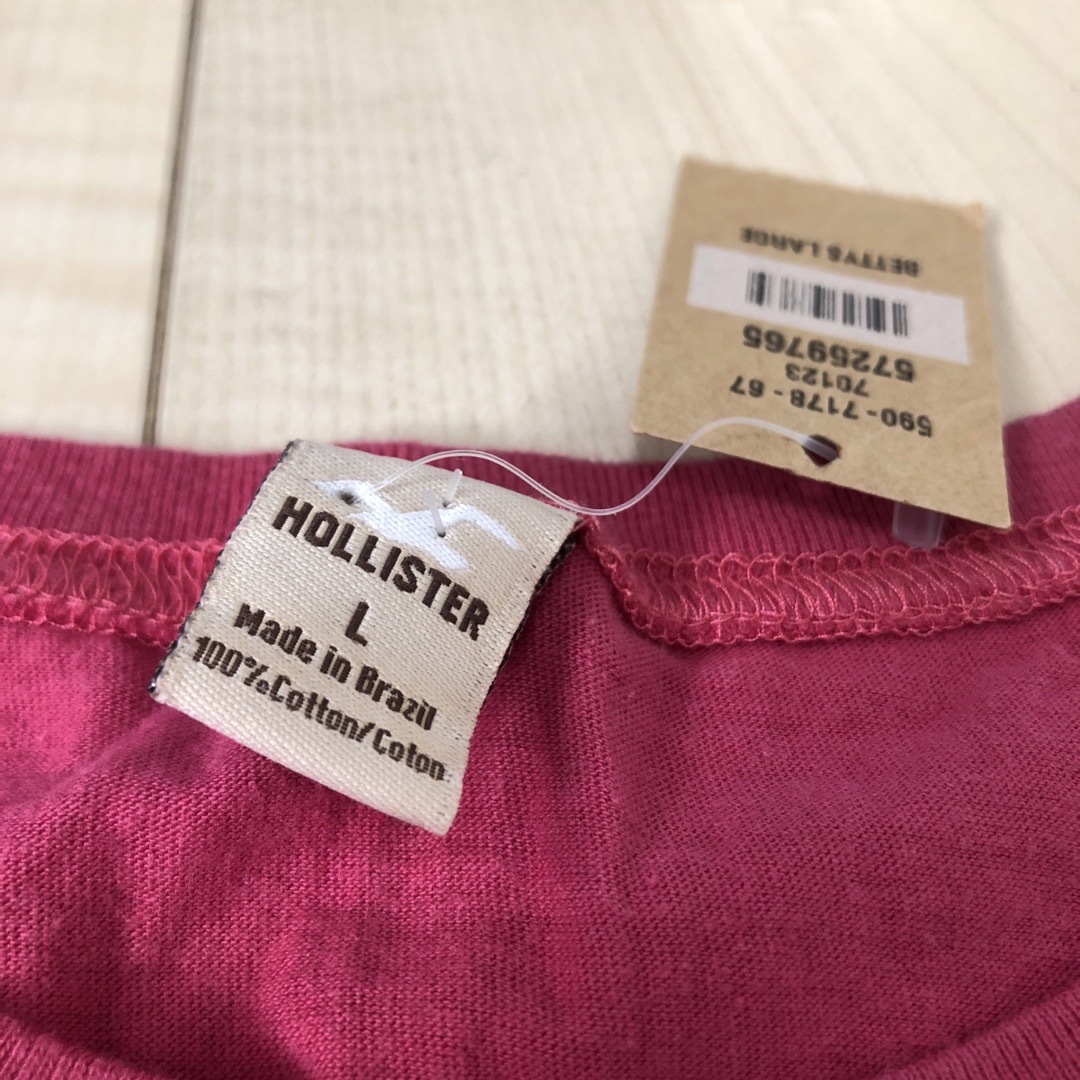 HOLLISTER
L
Made in Brazil
100%Cotton/Coton
590-7178-67
70123
57259765
BETTYS LARGE